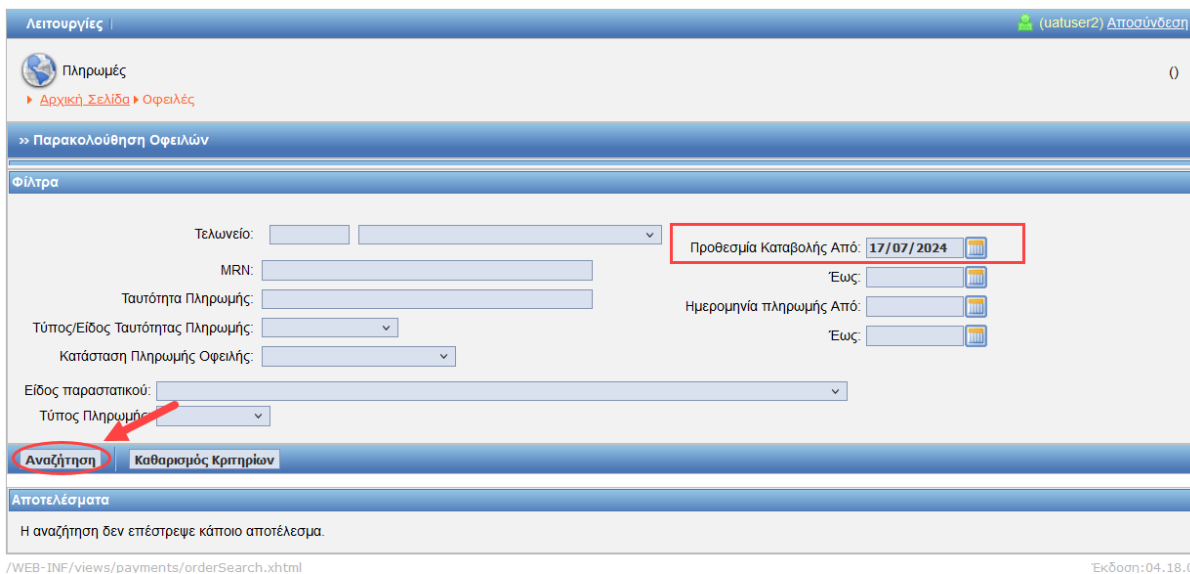 Λειτουργίες
(uatuser2) Αποσύνδεση
Πληρωμές
()
Αρχική Σελίδα Οφειλές
» Παρακολούθηση Οφειλών
Φίλτρα
Τελωνείο:
Προθεσμία Καταβολής Από: 17/07/2024
MRN:
Έως:
Ταυτότητα Πληρωμής:
Ημερομηνία πληρωμής Από:
Τύπος/Είδος Ταυτότητας Πληρωμής:
Έως:
Κατάσταση Πληρωμής Οφειλής:
Είδος παραστατικού:
Τύπος Πληρωμής:
Αναζήτηση Καθαρισμός Κριτηρίων
Αποτελέσματα
Η αναζήτηση δεν επέστρεψε κάποιο αποτέλεσμα.
/WEB-INF/views/payments/orderSearch.xhtml
Έκδοση:04.18.0